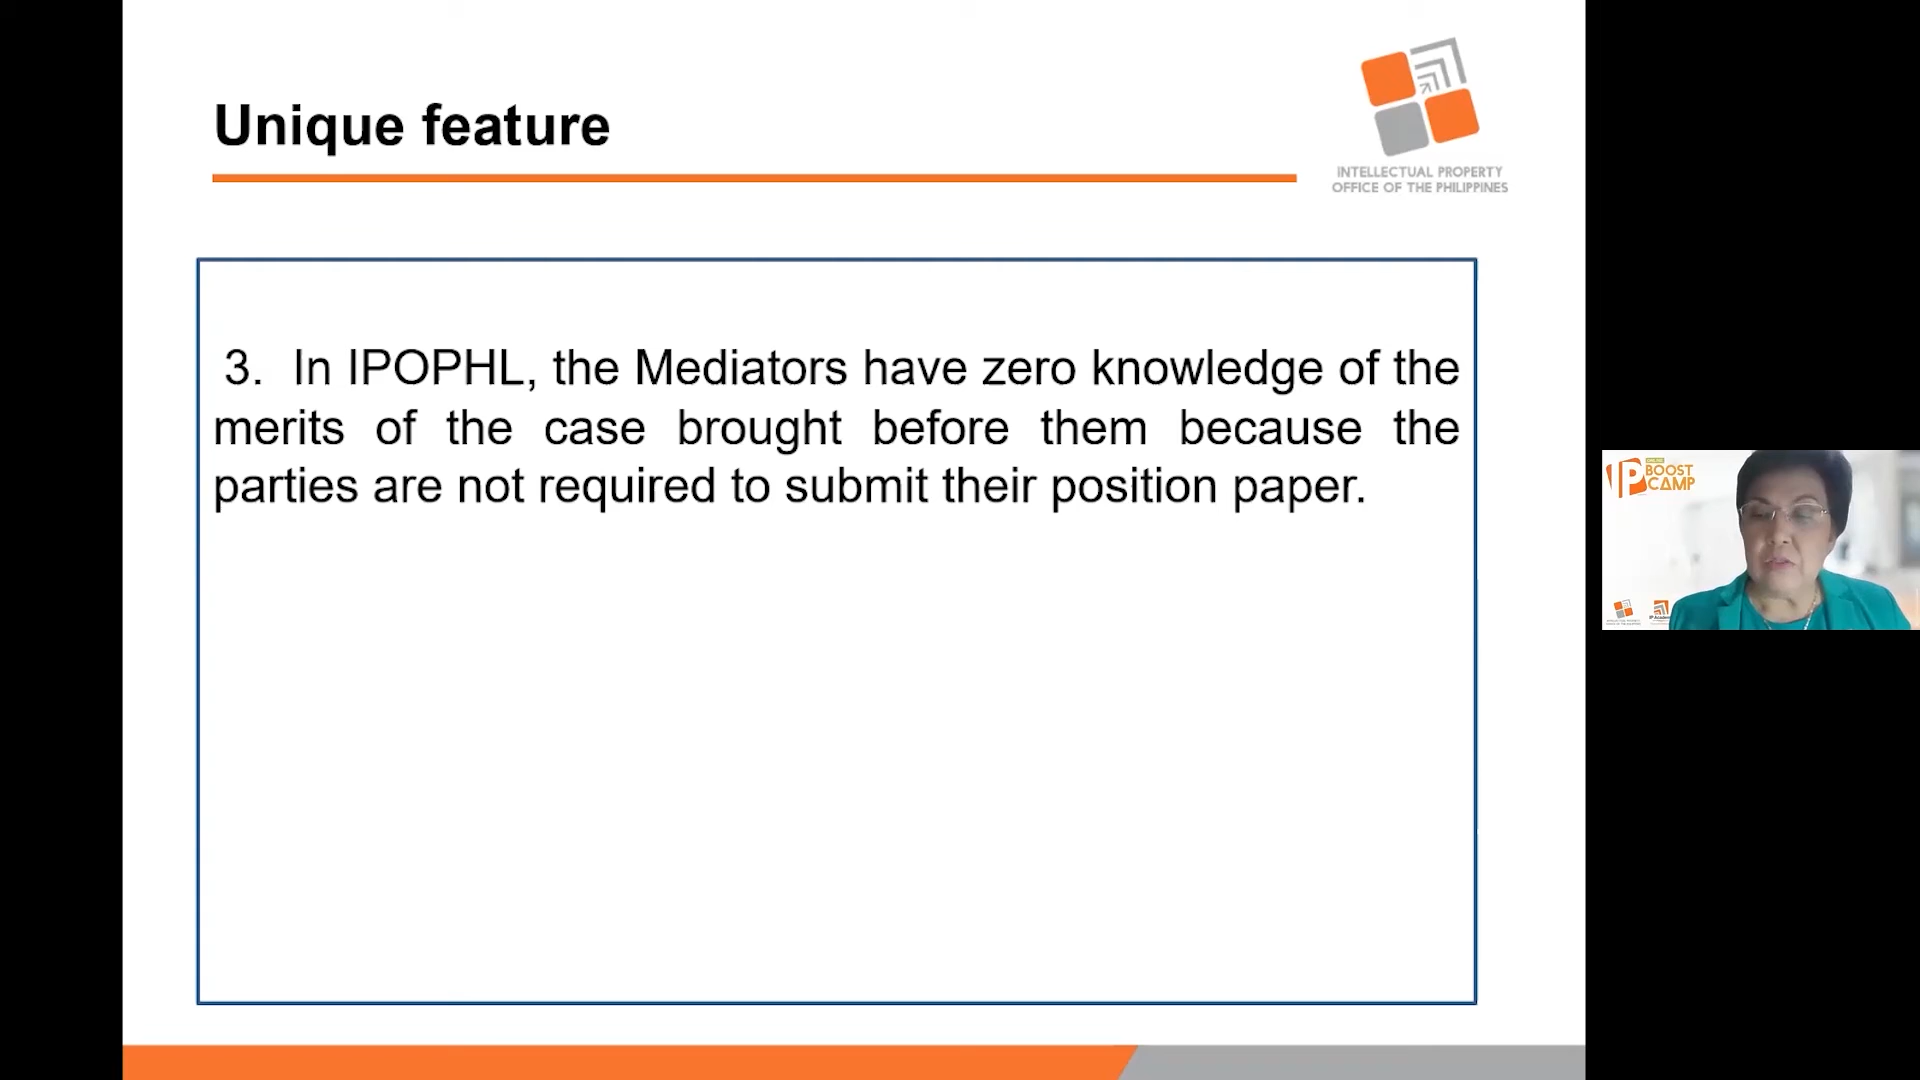 Unique feature
INTELLECTUAL PROPERTY
OFFICE OF THE PHILIPPINES
3. In IPOPHL, the Mediators have zero knowledge of the
merits of the case brought before them because the
parties are not required to submit their position paper.
IP BOOST
CAMP